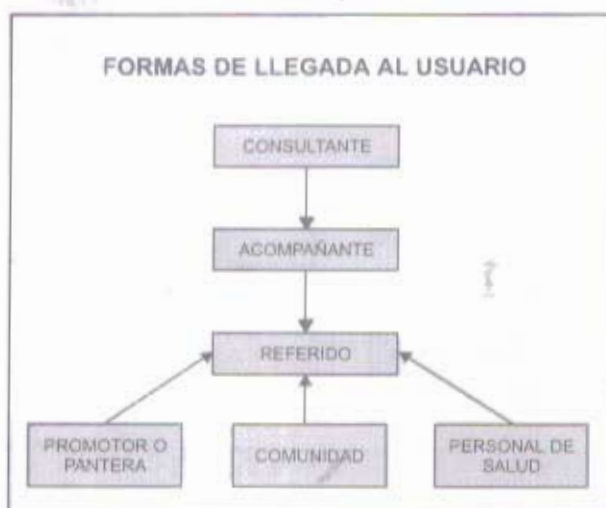 FORMAS DE LLEGADA AL USUARIO
CONSULTANTE
ACOMPAÑANTE
REFERIDO
PROMOTOR O
PANTERA
COMUNIDAD
PERSONAL DE
SALUD